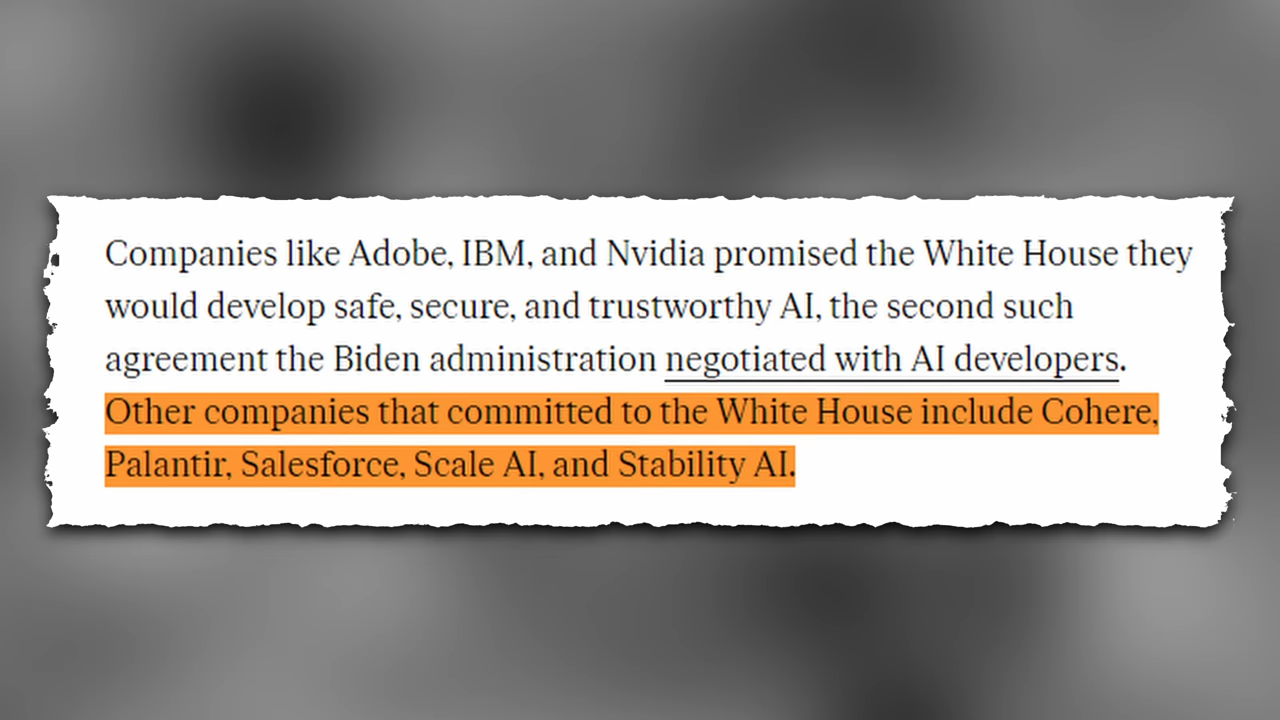 Companies like Adobe, IBM, and Nvidia promised the White House they
would develop safe, secure, and trustworthy AI, the second such
agreement the Biden administration negotiated with AI developers.
Other companies that committed to the White House include Cohere,
Palantir, Salesforce, Scale AI, and Stability AI.